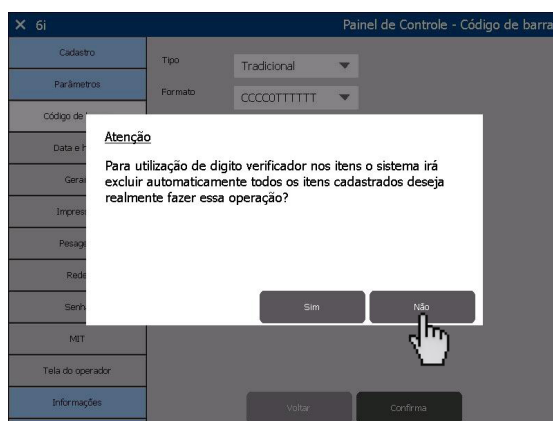 6i
Painel de Controle - Código de barra
Cadastro
Parâmetros
Código de
Data e
Impres
Pesage
Rede
Senh
MIT
Tela do operador
Informações
Tipo
Tradicional
Formato
CCCC0TTTTTT
Atenção
Para utilização de digito verificador nos itens o sistema irá
excluir automaticamente todos os itens cadastrados deseja
realmente fazer essa operação?
Sim
Não
Voltar
Confirma